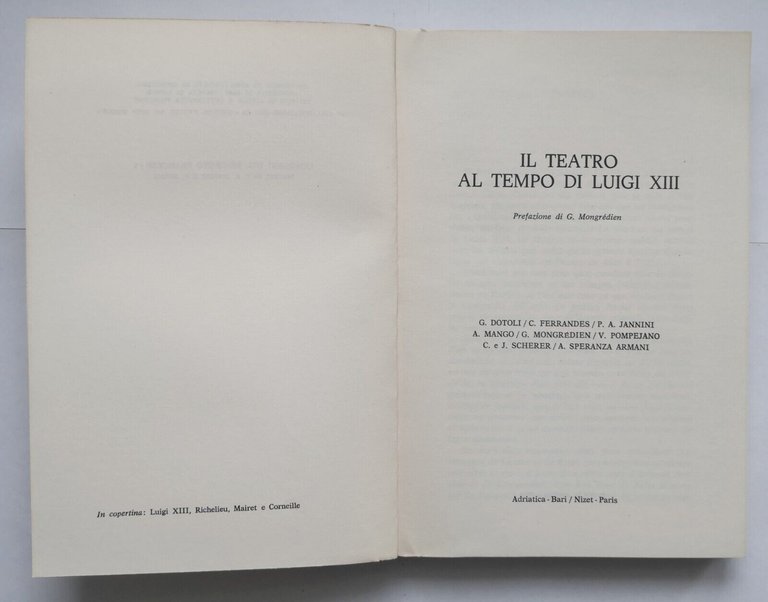 In copertina: Luigi XIII, Richelieu, Mairet e Corneille
IL TEATRO
AL TEMPO DI LUIGI XIII
Prefazione di G. Mongrédien
G. DOTOLI / C. FERRANDES / P. A. JANNINI
A. MANGO / G. MONGRÉDIEN / V. POMPEJANO
C. e J. SCHERER / A. SPERANZA ARMANI
Adriatica - Bari / Nizet - Paris